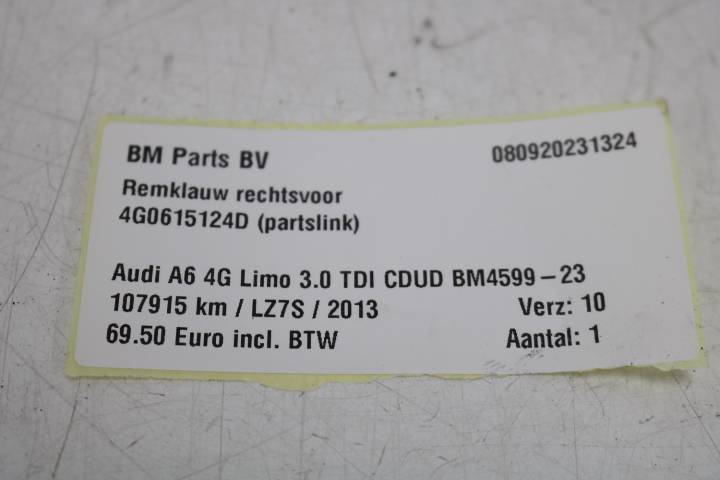 BM Parts BV 080920231324
Remklauw rechtsvoor
4G0615124D (partslink)
Audi A6 4G Limo 3.0 TDI CDUD BM4599-23
107915 km / LZ7S / 2013 Verz: 10
69.50 Euro incl. BTW Aantal: 1